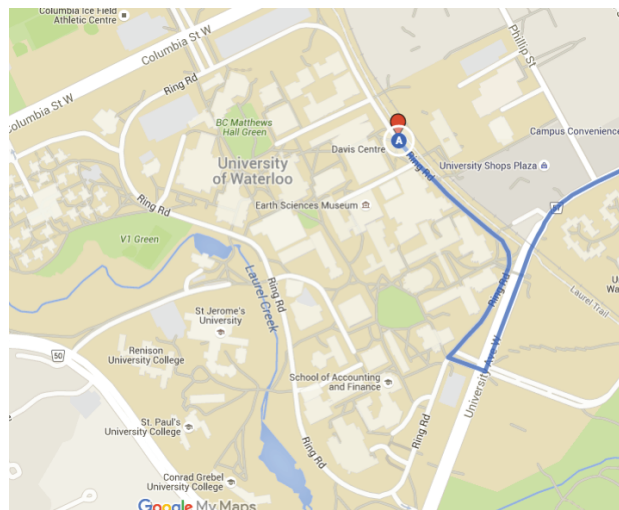 Columbia Ice Field
Athletic Centre
Columbia St W
Columbia St W
Ring Rd
Phillip St
BC Matthews
Hall Green
A
Davis Centre
Campus Convenience
University
of Waterloo
University Shops Plaza
Ring Rd
Earth Sciences Museum
Ring Rd
V1 Green
Laurel Creek
Ring Rd
Ring Rd
Laurel Trail
St Jerome's
University
50
Renison
University College
University Ave W
School of Accounting
and Finance
St. Paul's
University College
Ring Rd
Ring Rd
Conrad Grebel
University College
Google My Maps